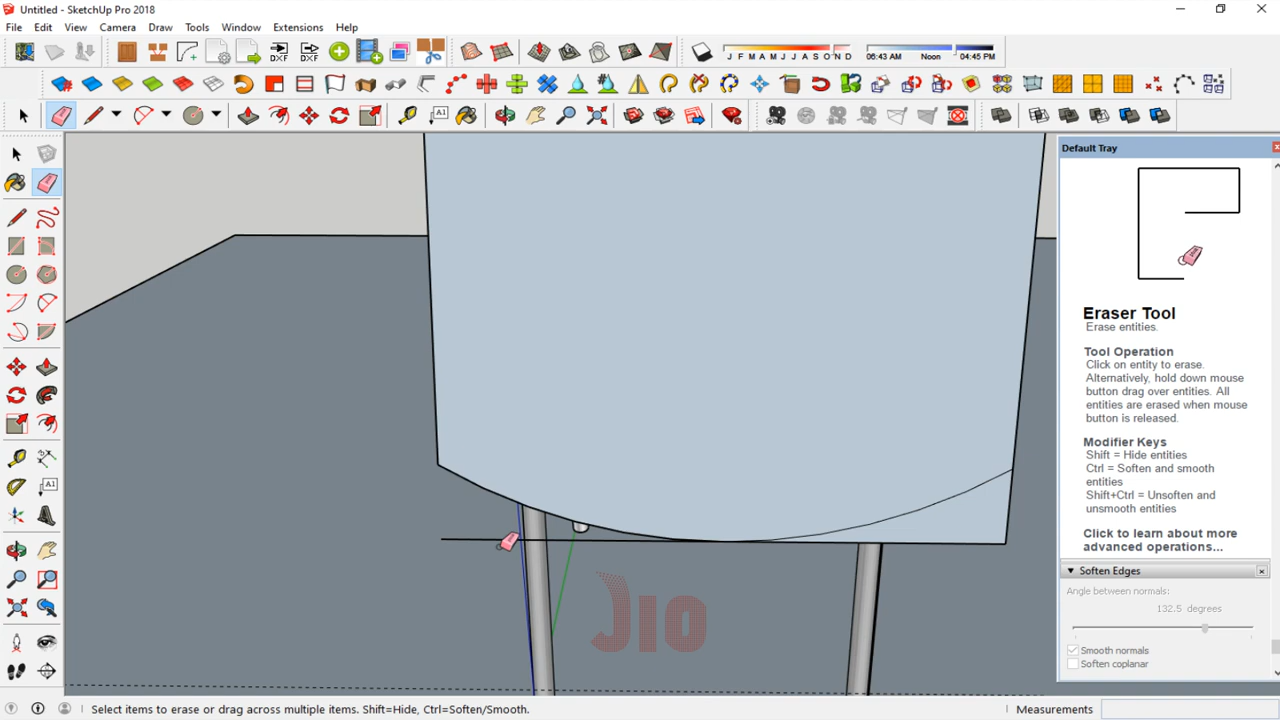 Untitled - SketchUp Pro 2018
File Edit View Camera Draw Tools Window Extensions Help
DXF DXF
J F M A M J J A S O N D
06:43 AM Noon 04:45 PM
A1
Default Tray
Eraser Tool
Erase entities.
Tool Operation
Click on entity to erase.
Alternatively, hold down mouse
button drag over entities. All
entities are erased when mouse
button is released.
Modifier Keys
Shift = Hide entities
Ctrl = Soften and smooth
entities
Shift+Ctrl = Unsoften and
unsmooth entities
Click to learn about more
advanced operations...
A1
Soften Edges
Angle between normals:
132.5 degrees
Smooth normals
Soften coplanar
JIO
Select items to erase or drag across multiple items. Shift=Hide, Ctrl=Soften/Smooth.
Measurements